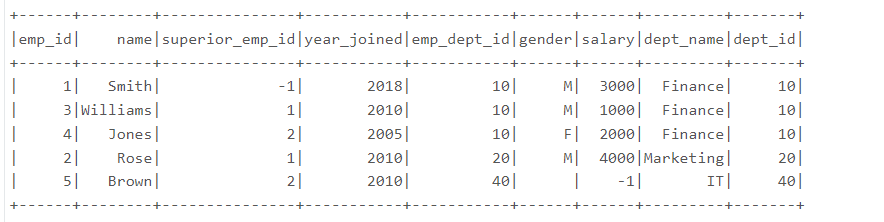 +------+--------+---------------+-----------+-----------+------+------+---------+-------+
|emp_id|    name|superior_emp_id|year_joined|emp_dept_id|gender|salary|dept_name|dept_id|
+------+--------+---------------+-----------+-----------+------+------+---------+-------+
|     1|   Smith|             -1|       2018|         10|     M|  3000|  Finance|     10|
|     3|Williams|              1|       2010|         10|     M|  1000|  Finance|     10|
|     4|   Jones|              2|       2005|         10|     F|  2000|  Finance|     10|
|     2|    Rose|              1|       2010|         20|     M|  4000|Marketing|     20|
|     5|   Brown|              2|       2010|         40|      |    -1|       IT|     40|
+------+--------+---------------+-----------+-----------+------+------+---------+-------+